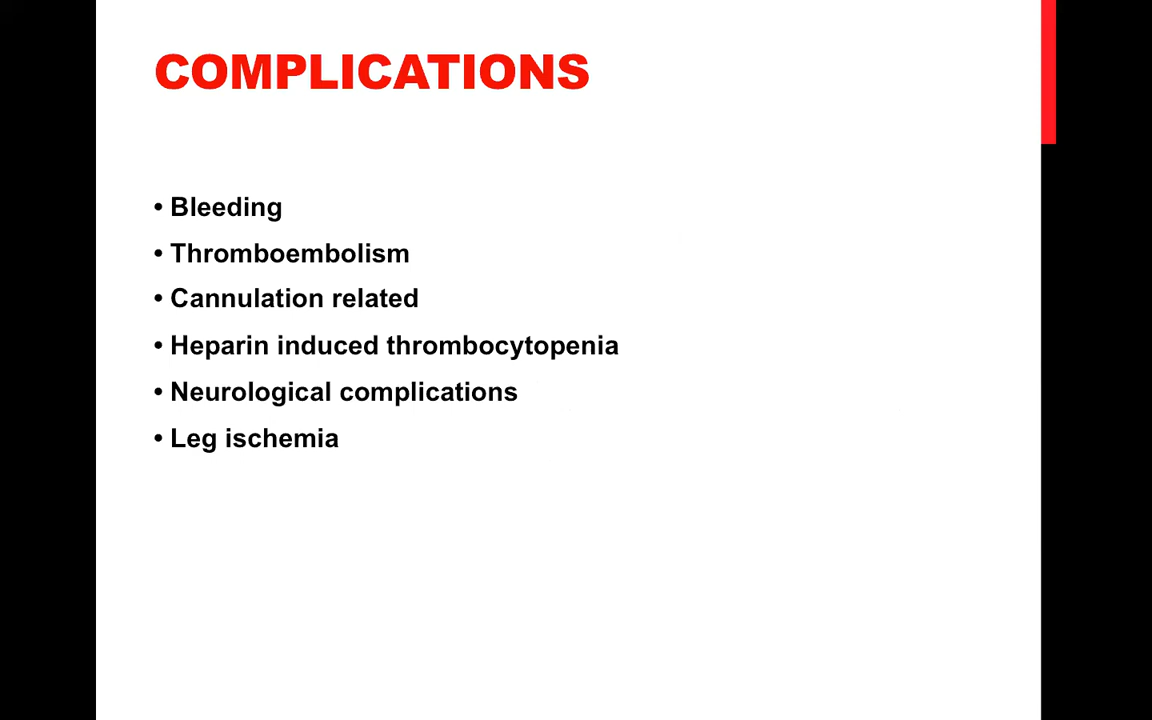 COMPLICATIONS
• Bleeding
• Thromboembolism
• Cannulation related
• Heparin induced thrombocytopenia
• Neurological complications
• Leg ischemia